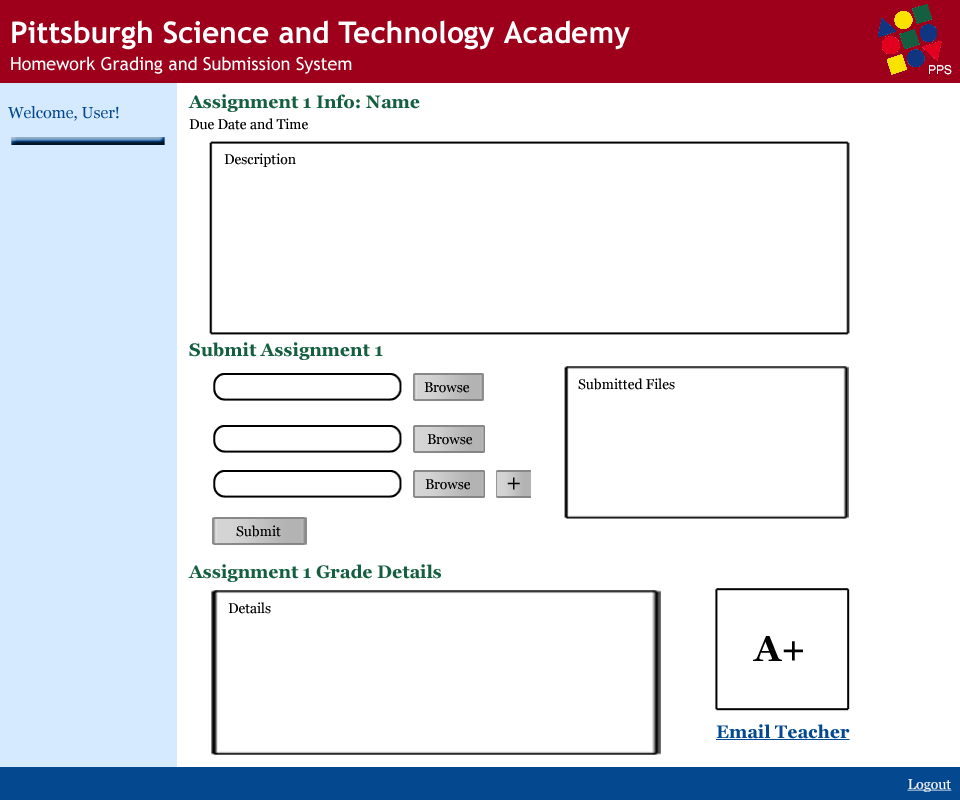 Pittsburgh Science and Technology Academy
Homework Grading and Submission System
PPS
Welcome, User!
Assignment 1 Info: Name
Due Date and Time
Description
Submit Assignment 1
Browse
Submitted Files
Browse
Browse +
Submit
Assignment 1 Grade Details
Details
A+
Email Teacher
Logout